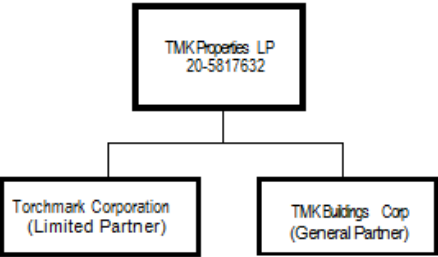 TMK Properties LP
20-5817632
Torchmark Corporation
(Limited Partner)
TMK Buildings Corp
(General Partner)